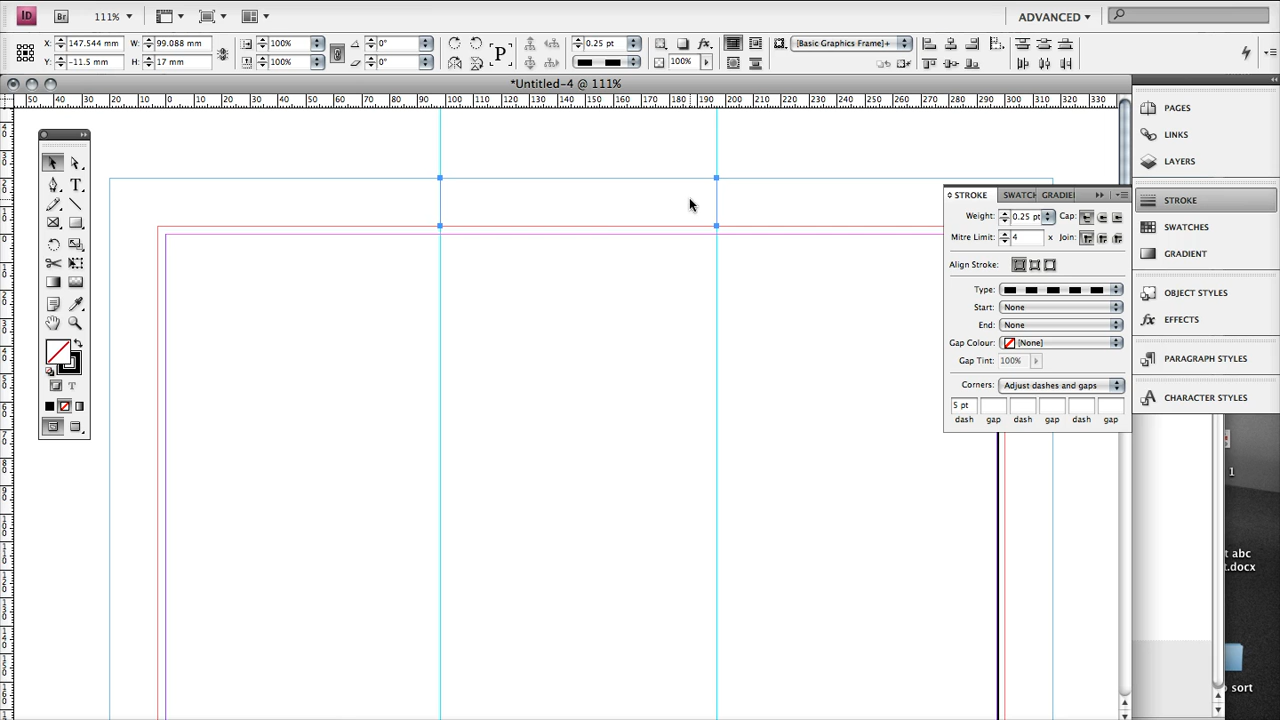 ID Br 111% ADVANCED
X: 147.544 mm W: 99.088 mm 100% 0° 0.25 pt fx. [Basic Graphics Frame]+
Y: -11.5 mm H: 17 mm 100% 0° P 100%
*Untitled-4 @ 111%
50 40 30 20 10 0 10 20 30 40 50 60 70 80 90 100 110 120 130 140 150 160 170 180 190 200 210 220 230 240 250 260 270 280 290 300 310 320 330
PAGES
LINKS
LAYERS
STROKE SWATCH GRADIE
STROKE
Weight: 0.25 pt Cap:
SWATCHES
Mitre Limit: 4 x Join:
GRADIENT
Align Stroke:
Type:
OBJECT STYLES
Start: None
EFFECTS
End: None
Gap Colour: [None]
PARAGRAPH STYLES
Gap Tint: 100%
Corners: Adjust dashes and gaps
CHARACTER STYLES
5 pt
dash gap dash gap dash gap
T
T
1
t abc
t.docx
sort